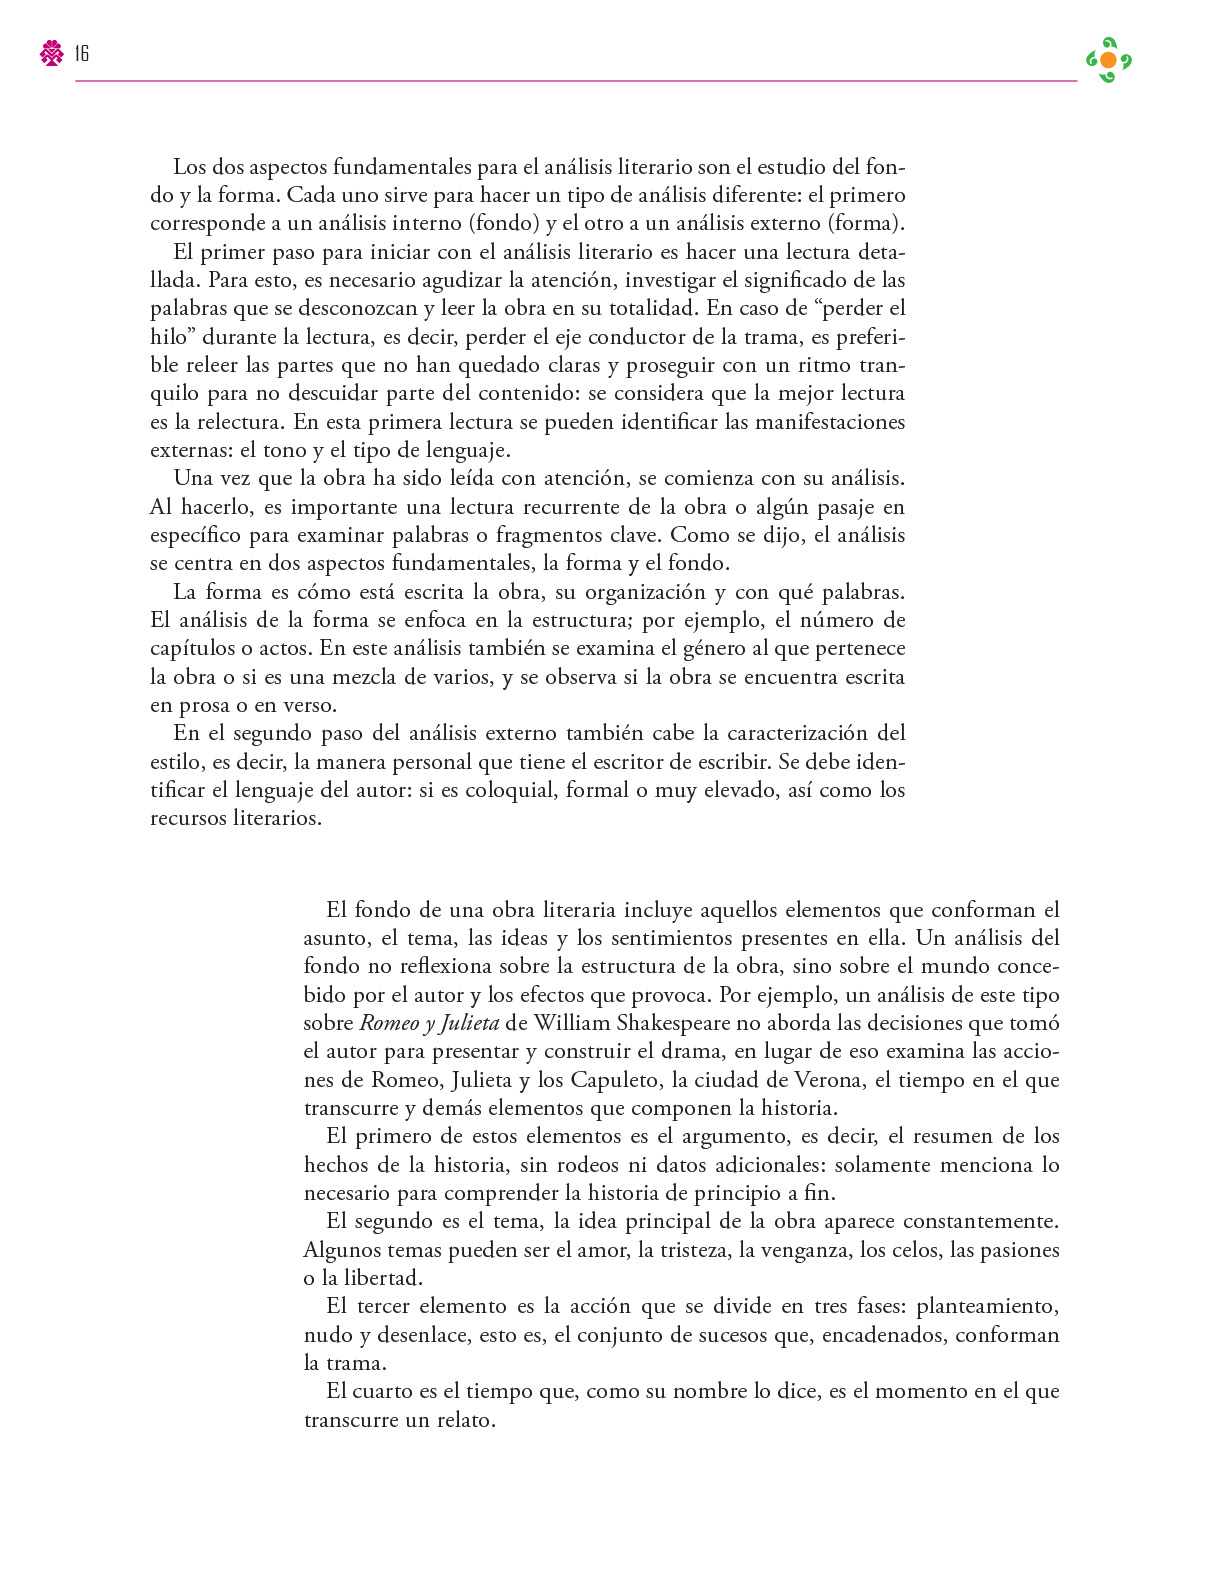 16
Los dos aspectos fundamentales para el análisis literario son el estudio del fon-
do y la forma. Cada uno sirve para hacer un tipo de análisis diferente: el primero
corresponde a un análisis interno (fondo) y el otro a un análisis externo (forma).
El primer paso para iniciar con el análisis literario es hacer una lectura deta-
llada. Para esto, es necesario agudizar la atención, investigar el significado de las
palabras que se desconozcan y leer la obra en su totalidad. En caso de “perder el
hilo” durante la lectura, es decir, perder el eje conductor de la trama, es preferi-
ble releer las partes que no han quedado claras y proseguir con un ritmo tran-
quilo para no descuidar parte del contenido: se considera que la mejor lectura
es la relectura. En esta primera lectura se pueden identificar las manifestaciones
externas: el tono y el tipo de lenguaje.
Una vez que la obra ha sido leída con atención, se comienza con su análisis.
Al hacerlo, es importante una lectura recurrente de la obra o algún pasaje en
específico para examinar palabras o fragmentos clave. Como se dijo, el análisis
se centra en dos aspectos fundamentales, la forma y el fondo.
La forma es cómo está escrita la obra, su organización y con qué palabras.
El análisis de la forma se enfoca en la estructura; por ejemplo, el número de
capítulos o actos. En este análisis también se examina el género al que pertenece
la obra o si es una mezcla de varios, y se observa si la obra se encuentra escrita
en prosa o en verso.
En el segundo paso del análisis externo también cabe la caracterización del
estilo, es decir, la manera personal que tiene el escritor de escribir. Se debe iden-
tificar el lenguaje del autor: si es coloquial, formal o muy elevado, así como los
recursos literarios.
El fondo de una obra literaria incluye aquellos elementos que conforman el
asunto, el tema, las ideas y los sentimientos presentes en ella. Un análisis del
fondo no reflexiona sobre la estructura de la obra, sino sobre el mundo conce-
bido por el autor y los efectos que provoca. Por ejemplo, un análisis de este tipo
sobre Romeo y Julieta de William Shakespeare no aborda las decisiones que tomó
el autor para presentar y construir el drama, en lugar de eso examina las accio-
nes de Romeo, Julieta y los Capuleto, la ciudad de Verona, el tiempo en el que
transcurre y demás elementos que componen la historia.
El primero de estos elementos es el argumento, es decir, el resumen de los
hechos de la historia, sin rodeos ni datos adicionales: solamente menciona lo
necesario para comprender la historia de principio a fin.
El segundo es el tema, la idea principal de la obra aparece constantemente.
Algunos temas pueden ser el amor, la tristeza, la venganza, los celos, las pasiones
o la libertad.
El tercer elemento es la acción que se divide en tres fases: planteamiento,
nudo y desenlace, esto es, el conjunto de sucesos que, encadenados, conforman
la trama.
El cuarto es el tiempo que, como su nombre lo dice, es el momento en el que
transcurre un relato.